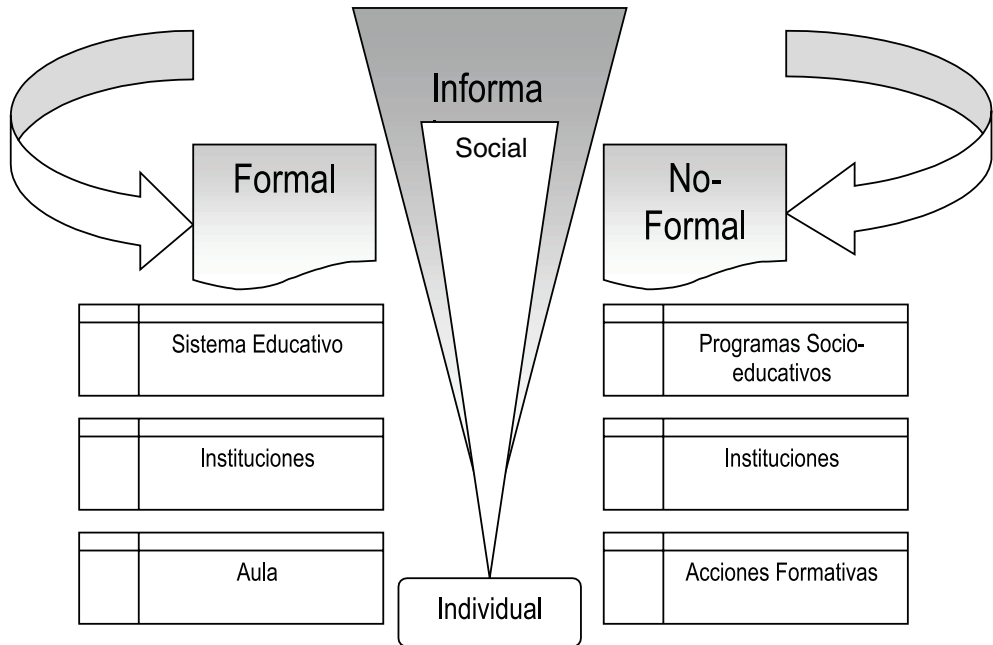 Informa
Social
Formal
No-
Formal
Sistema Educativo
Instituciones
Aula
Programas Socio-
educativos
Instituciones
Acciones Formativas
Individual